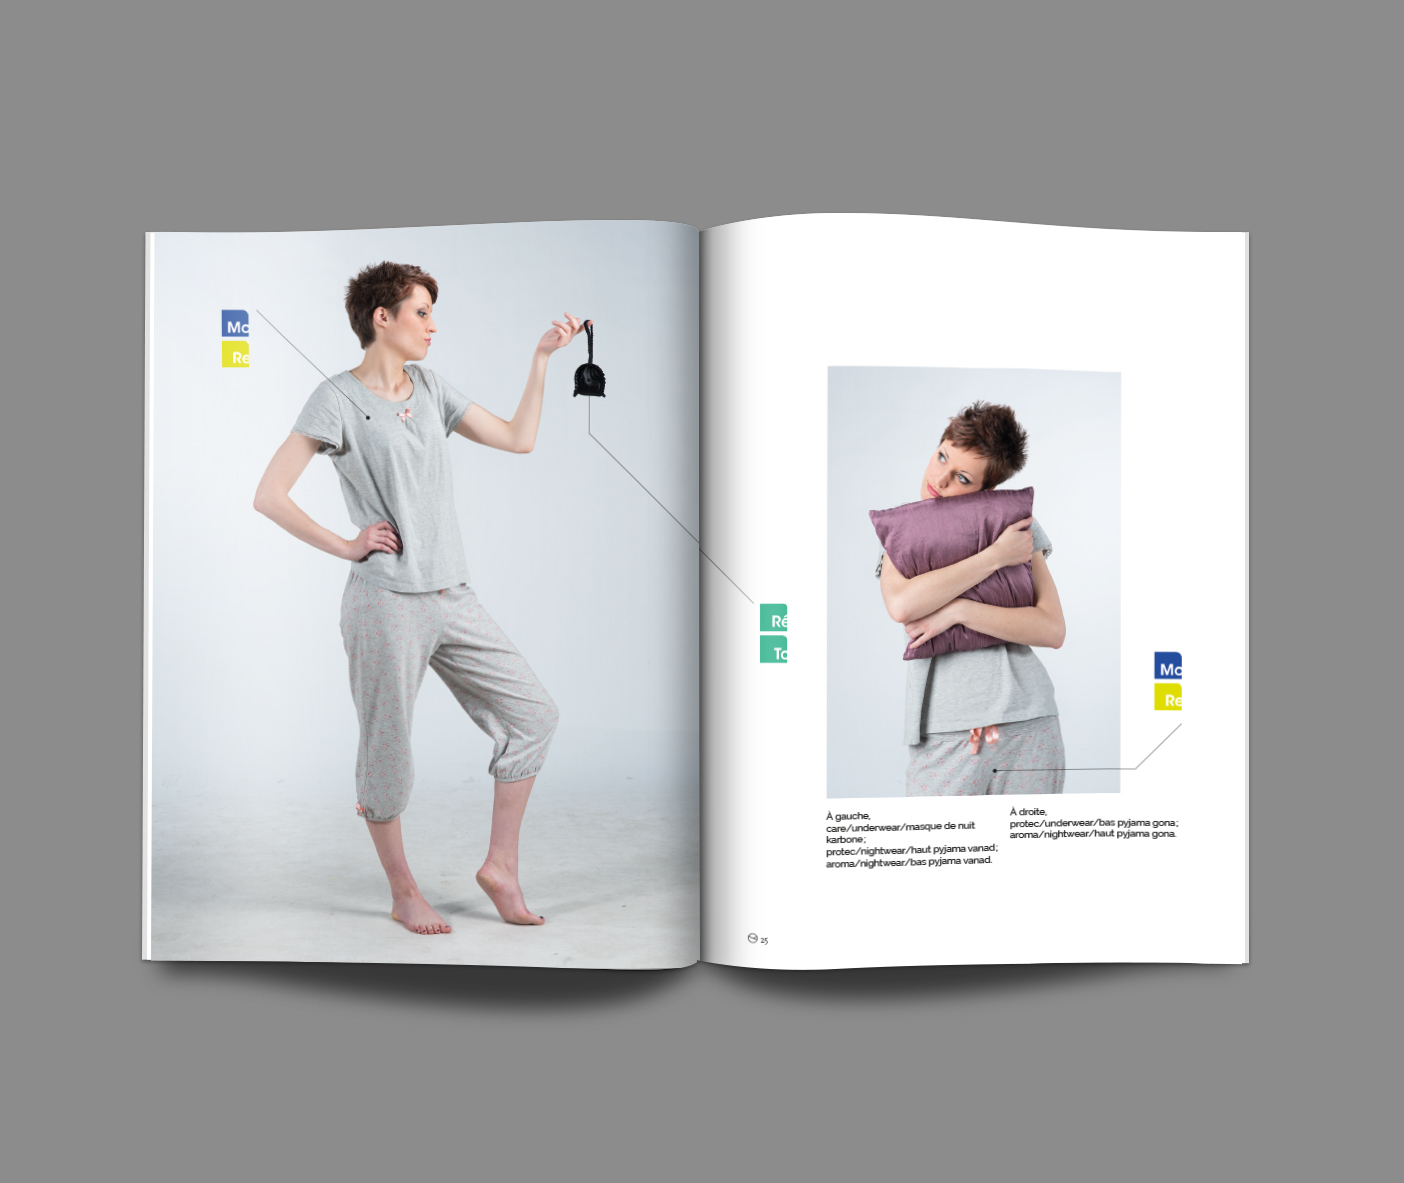 Mo
Re
Ré
To
Mo
Re
À gauche,
care/underwear/masque de nuit
karbone;
protec/nightwear/haut pyjama vanad;
aroma/nightwear/bas pyjama vanad.
À droite,
protec/underwear/bas pyjama gona;
aroma/nightwear/haut pyjama gona.
25